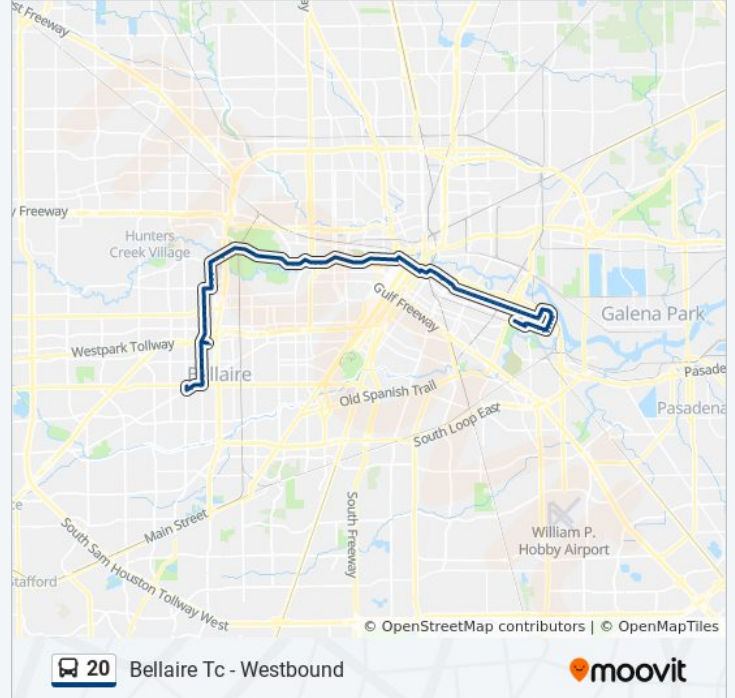 st Freeway
ay
y Freeway
Hunters
Creek Village
Gulf Freeway
Galena Park
Westpark Tollway
Bellaire
Pasade
Old Spanish Trail
Pasadena
South Loop East
Main Street
South Freeway
William P.
Hobby Airport
South Sam Houston Tollway West
Stafford
© OpenStreetMap contributors | © OpenMapTiles
20 Bellaire Tc - Westbound
moovit